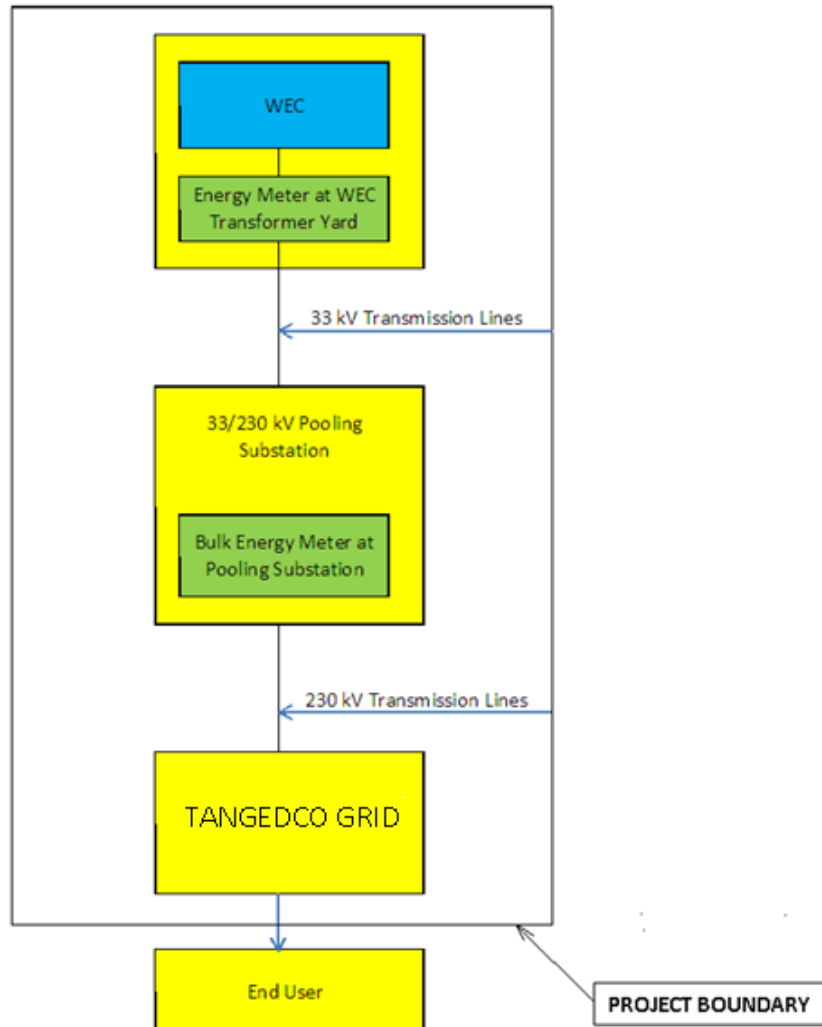 WEC
Energy Meter at WEC
Transformer Yard
33 kV Transmission Lines
33/230 kV Pooling
Substation
Bulk Energy Meter at
Pooling Substation
230 kV Transmission Lines
TANGEDCO GRID
End User
PROJECT BOUNDARY